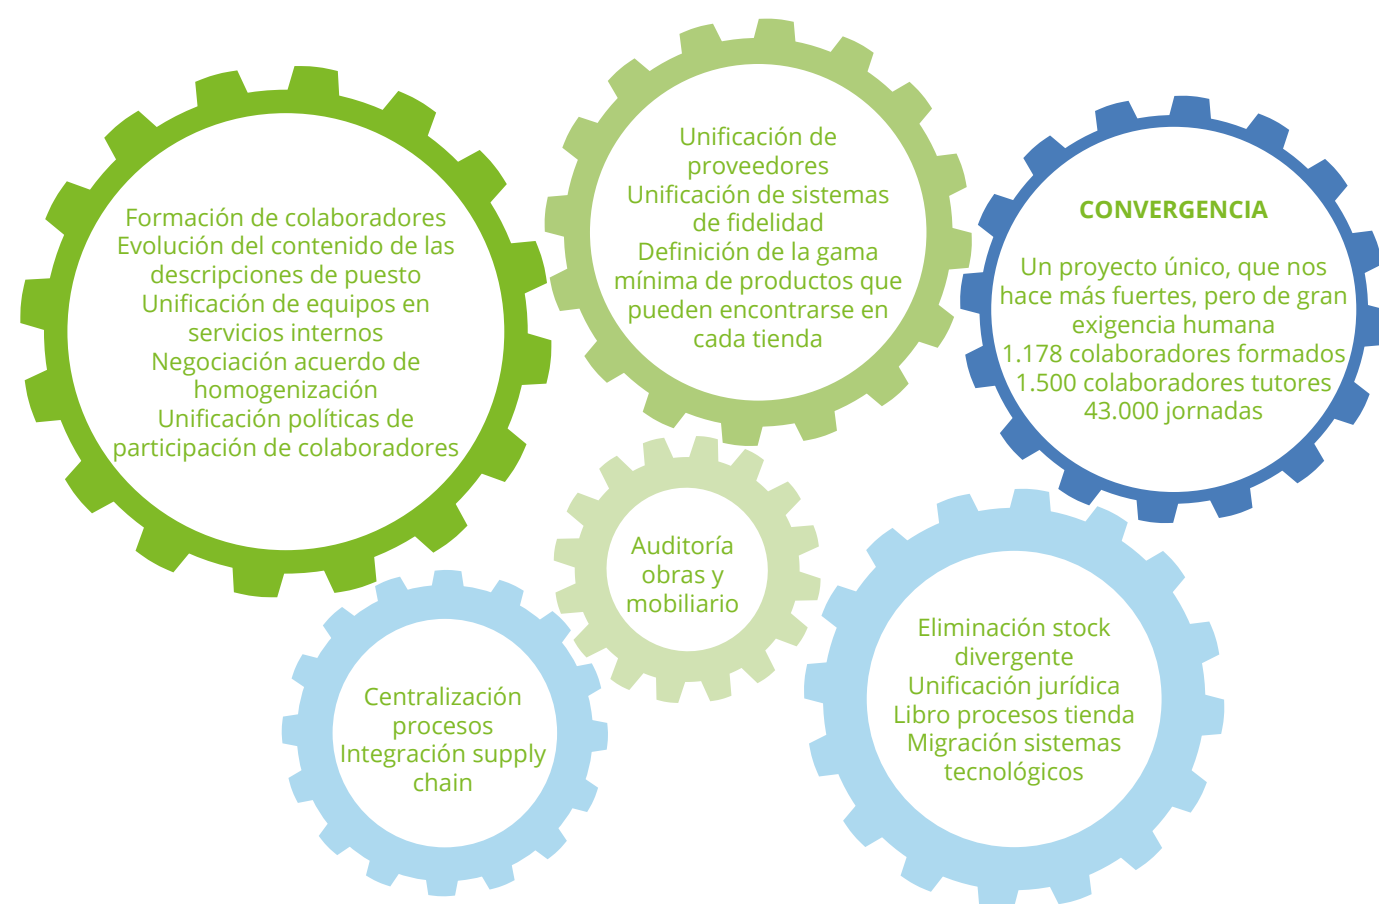 Formación de colaboradores
Evolución del contenido de las
descripciones de puesto
Unificación de equipos en
servicios internos
Negociación acuerdo de
homogenización
Unificación políticas de
participación de colaboradores
Unificación de
proveedores
Unificación de sistemas
de fidelidad
Definición de la gama
mínima de productos que
pueden encontrarse en
cada tienda
CONVERGENCIA
Un proyecto único, que nos
hace más fuertes, pero de gran
exigencia humana
1.178 colaboradores formados
1.500 colaboradores tutores
43.000 jornadas
Auditoría
obras y
mobiliario
Centralización
procesos
Integración supply
chain
Eliminación stock
divergente
Unificación jurídica
Libro procesos tienda
Migración sistemas
tecnológicos